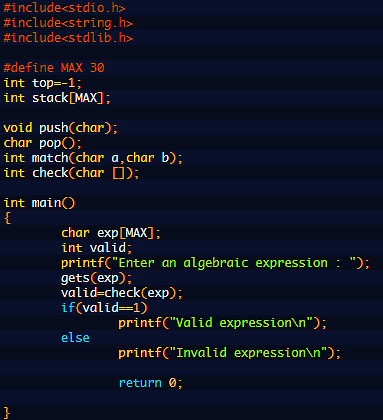 #include<stdio.h>
#include<string.h>
#include<stdlib.h>
#define MAX 30
int top=-1;
int stack[MAX];
void push(char);
char pop();
int match(char a,char b);
int check(char []);
int main()
{
char exp[MAX];
int valid;
printf("Enter an algebraic expression : ");
gets(exp);
valid=check(exp);
if(valid==1)
printf("Valid expression\n");
else
printf("Invalid expression\n");
return 0;
}